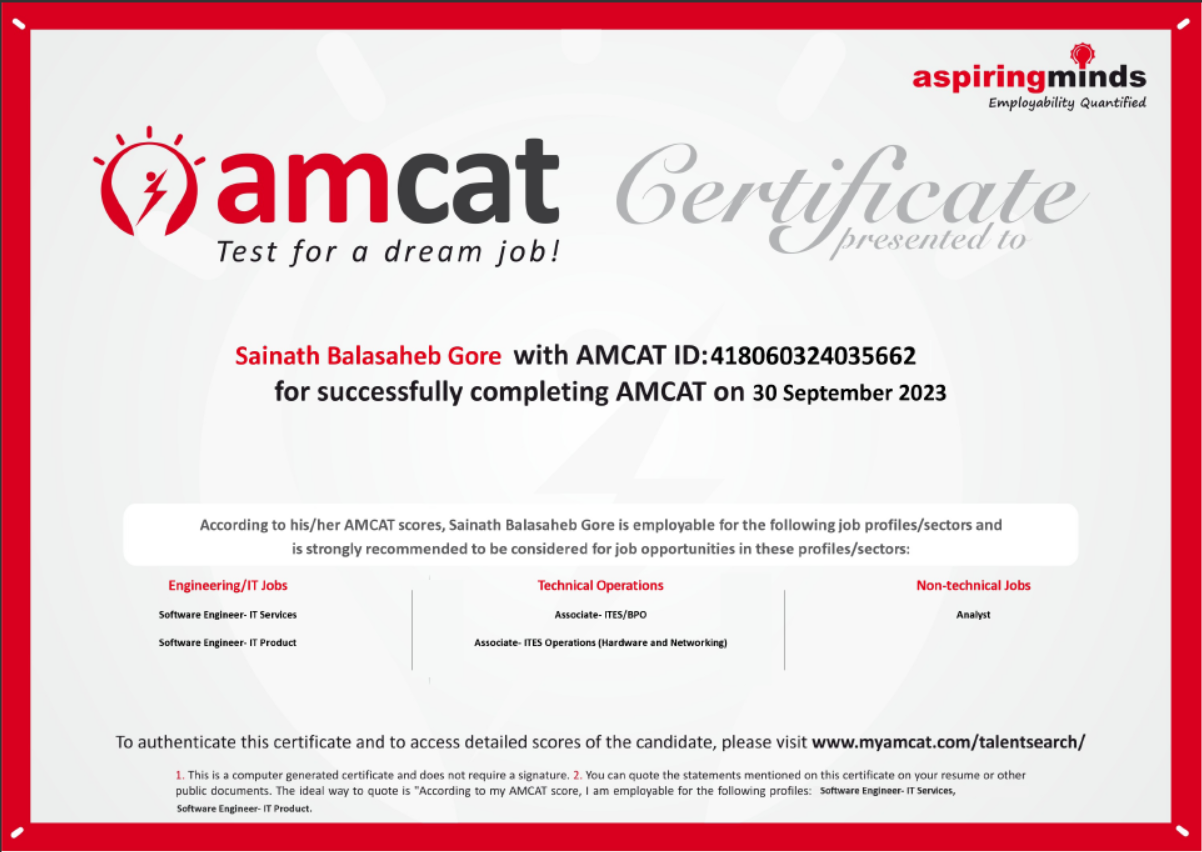 aspiringminds
Employability Quantified
amcat
Test for a dream job!
Certificate
presented to
Sainath Balasaheb Gore with AMCAT ID:418060324035662
for successfully completing AMCAT on 30 September 2023
According to his/her AMCAT scores, Sainath Balasaheb Gore is employable for the following job profiles/sectors and
is strongly recommended to be considered for job opportunities in these profiles/sectors:
Engineering/IT Jobs
Software Engineer- IT Services
Software Engineer- IT Product
Technical Operations
Associate- ITES/BPO
Associate- ITES Operations (Hardware and Networking)
Non-technical Jobs
Analyst
To authenticate this certificate and to access detailed scores of the candidate, please visit www.myamcat.com/talentsearch/
1. This is a computer generated certificate and does not require a signature. 2. You can quote the statements mentioned on this certificate on your resume or other
public documents. The ideal way to quote is "According to my AMCAT score, I am employable for the following profiles: Software Engineer- IT Services,
Software Engineer- IT Product.